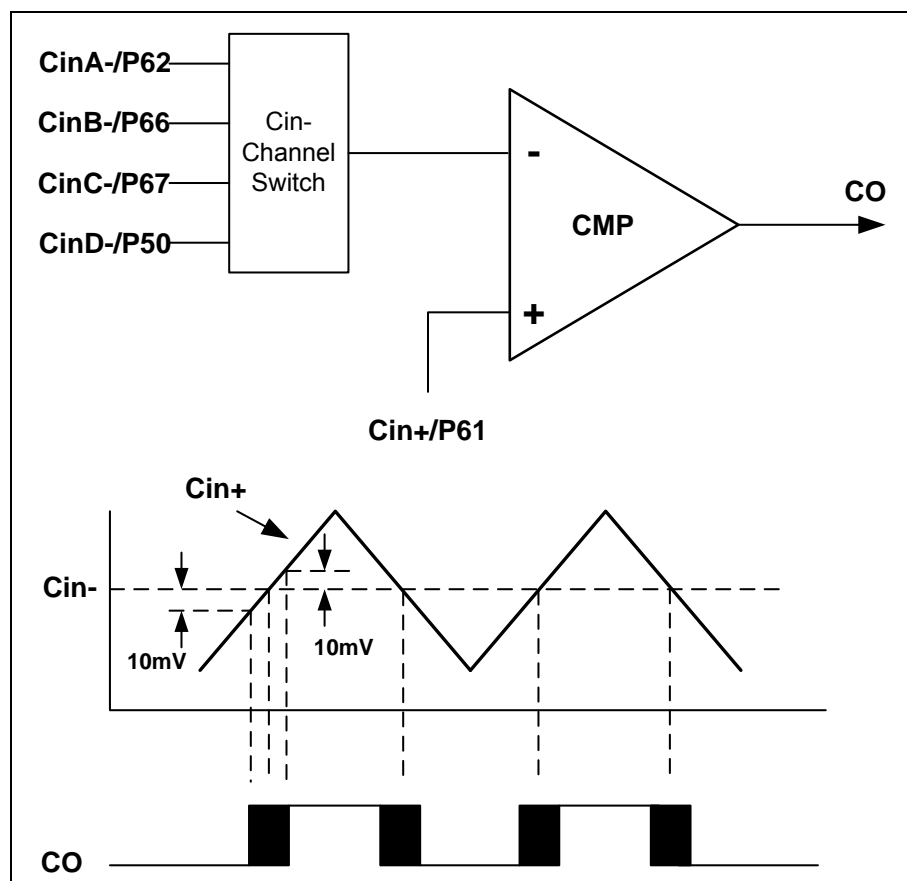 CinA-/P62
CinB-/P66
CinC-/P67
CinD-/P50
Cin-
Channel
Switch
-
+
CMP
CO
Cin+/P61
Cin+
Cin-
10mV
10mV
CO